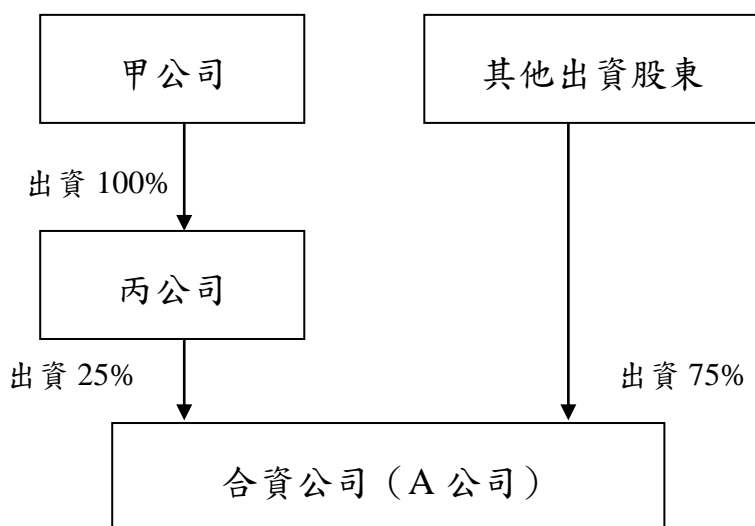 甲公司
其他出資股東
出資 100%
丙公司
出資 25%
出資 75%
合資公司（A 公司）